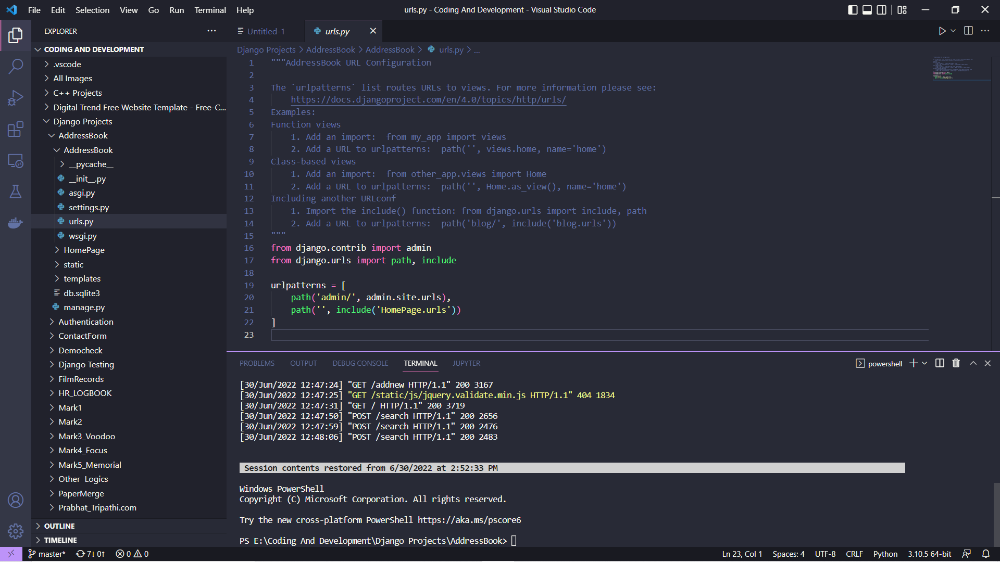 File Edit Selection View Go Run Terminal Help
urls.py - Coding And Development - Visual Studio Code
EXPLORER
CODING AND DEVELOPMENT
.vscode
All Images
C++ Projects
Digital Trend Free Website Template - Free-C...
Django Projects
AddressBook
AddressBook
__pycache__
__init__.py
asgi.py
settings.py
urls.py
wsgi.py
HomePage
static
templates
db.sqlite3
manage.py
Authentication
ContactForm
Democheck
Django Testing
FilmRecords
HR_LOGBOOK
Mark1
Mark2
Mark3_Voodoo
Mark4_Focus
Mark5_Memorial
Other Logics
PaperMerge
Prabhat_Tripathi.com
OUTLINE
TIMELINE
Untitled-1
urls.py
Django Projects > AddressBook > AddressBook > urls.py > ...
1 """AddressBook URL Configuration
2
3 The `urlpatterns` list routes URLs to views. For more information please see:
4     https://docs.djangoproject.com/en/4.0/topics/http/urls/
5 Examples:
6 Function views
7     1. Add an import:  from my_app import views
8     2. Add a URL to urlpatterns:  path('', views.home, name='home')
9 Class-based views
10     1. Add an import:  from other_app.views import Home
11     2. Add a URL to urlpatterns:  path('', Home.as_view(), name='home')
12 Including another URLconf
13     1. Import the include() function: from django.urls import include, path
14     2. Add a URL to urlpatterns:  path('blog/', include('blog.urls'))
15 """
16 from django.contrib import admin
17 from django.urls import path, include
18
19 urlpatterns = [
20     path('admin/', admin.site.urls),
21     path('', include('HomePage.urls'))
22 ]
23
PROBLEMS OUTPUT DEBUG CONSOLE TERMINAL JUPYTER
powershell
[30/Jun/2022 12:47:24] "GET /addnew HTTP/1.1" 200 3167
[30/Jun/2022 12:47:25] "GET /static/js/jquery.validate.min.js HTTP/1.1" 404 1834
[30/Jun/2022 12:47:31] "GET / HTTP/1.1" 200 3719
[30/Jun/2022 12:47:50] "POST /search HTTP/1.1" 200 2656
[30/Jun/2022 12:47:59] "POST /search HTTP/1.1" 200 2476
[30/Jun/2022 12:48:06] "POST /search HTTP/1.1" 200 2483
Session contents restored from 6/30/2022 at 2:52:33 PM
Windows PowerShell
Copyright (C) Microsoft Corporation. All rights reserved.
Try the new cross-platform PowerShell https://aka.ms/pscore6
PS E:\Coding And Development\Django Projects\AddressBook>
master* 7↓ 0↑ 0 0
Ln 23, Col 1 Spaces: 4 UTF-8 CRLF Python 3.10.5 64-bit